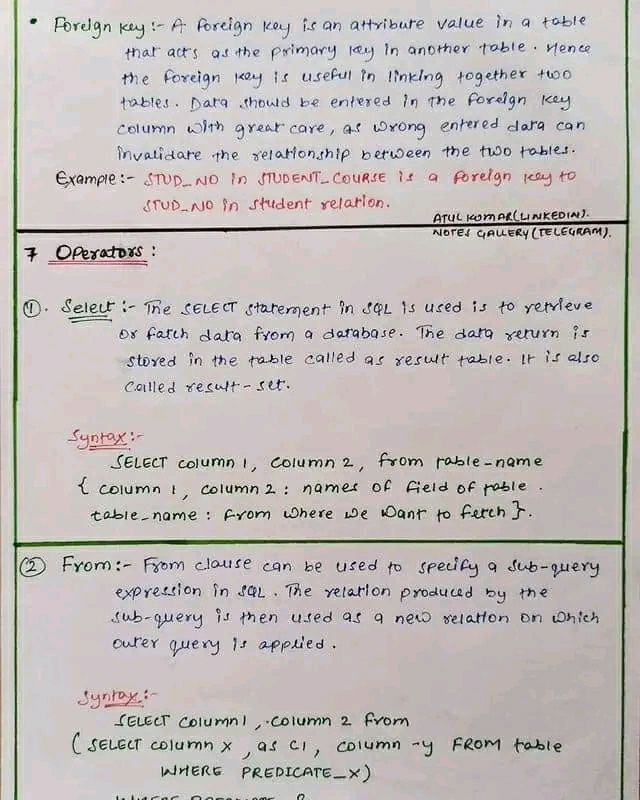 • Foreign key :- A foreign key is an attribute value in a table
that acts as the primary key in another table. Hence
the foreign key is useful in linking together two
tables. Data should be entered in the foreign key
column with great care, as wrong entered data can
invalidate the relationship between the two tables.
Example :- STUD_NO in STUDENT_COURSE is a foreign key to
STUD_NO in student relation.
ATUL KUMAR (LINKEDIN).
NOTES GALLERY (TELEGRAM).
7 Operators :
①. Select :- The SELECT statement in SQL is used is to retrieve
or fatch data from a database. The data return is
stored in the table called as result table. It is also
called result-set.
Syntax :-
SELECT column 1, column 2, from table-name
{ column 1, column 2 : names of field of table.
table_name : from where we want to fetch }.
② From :- From clause can be used to specify a sub-query
expression in SQL. The relation produced by the
sub-query is then used as a new relation on which
outer query is applied.
Syntax :-
SELECT column1, column 2 from
( SELECT column x, as C1, column -y FROM table
WHERE PREDICATE_X)